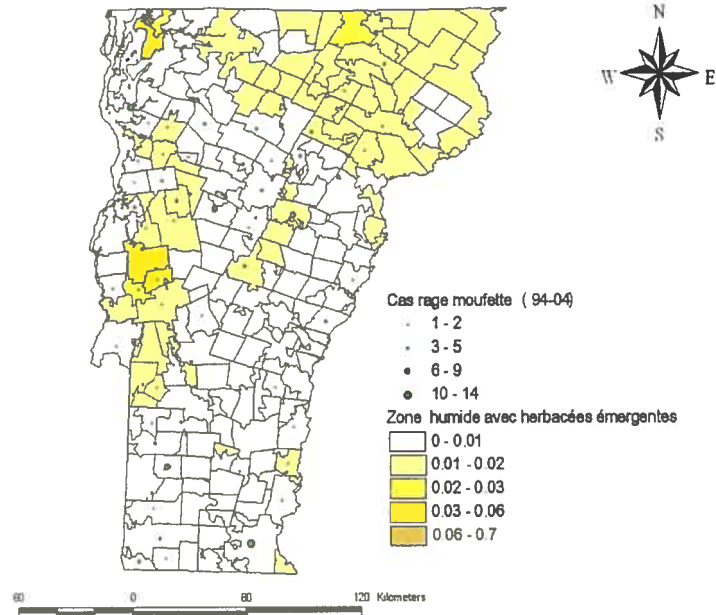 N
W E
S
Cas rage moufette ( 94-04)
1 - 2
3 - 5
6 - 9
10 - 14
Zone humide avec herbacées émergentes
0 - 0.01
0.01 - 0.02
0.02 - 0.03
0.03 - 0.06
0.06 - 0.7
60 0 60 120 Kilometers